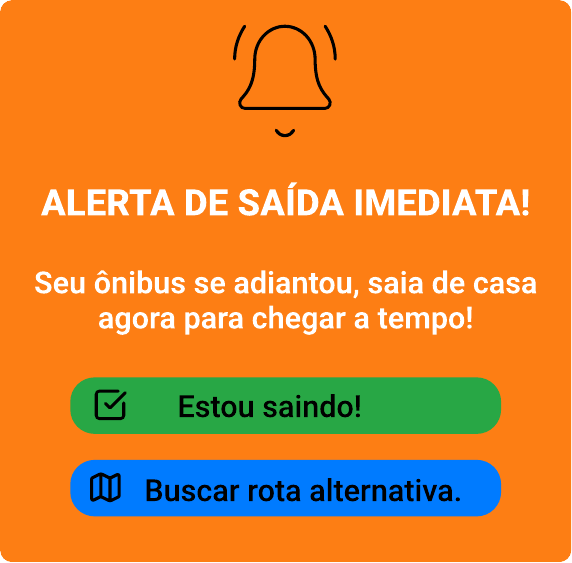 ALERTA DE SAÍDA IMEDIATA!
Seu ônibus se adiantou, saia de casa
agora para chegar a tempo!
Estou saindo!
Buscar rota alternativa.